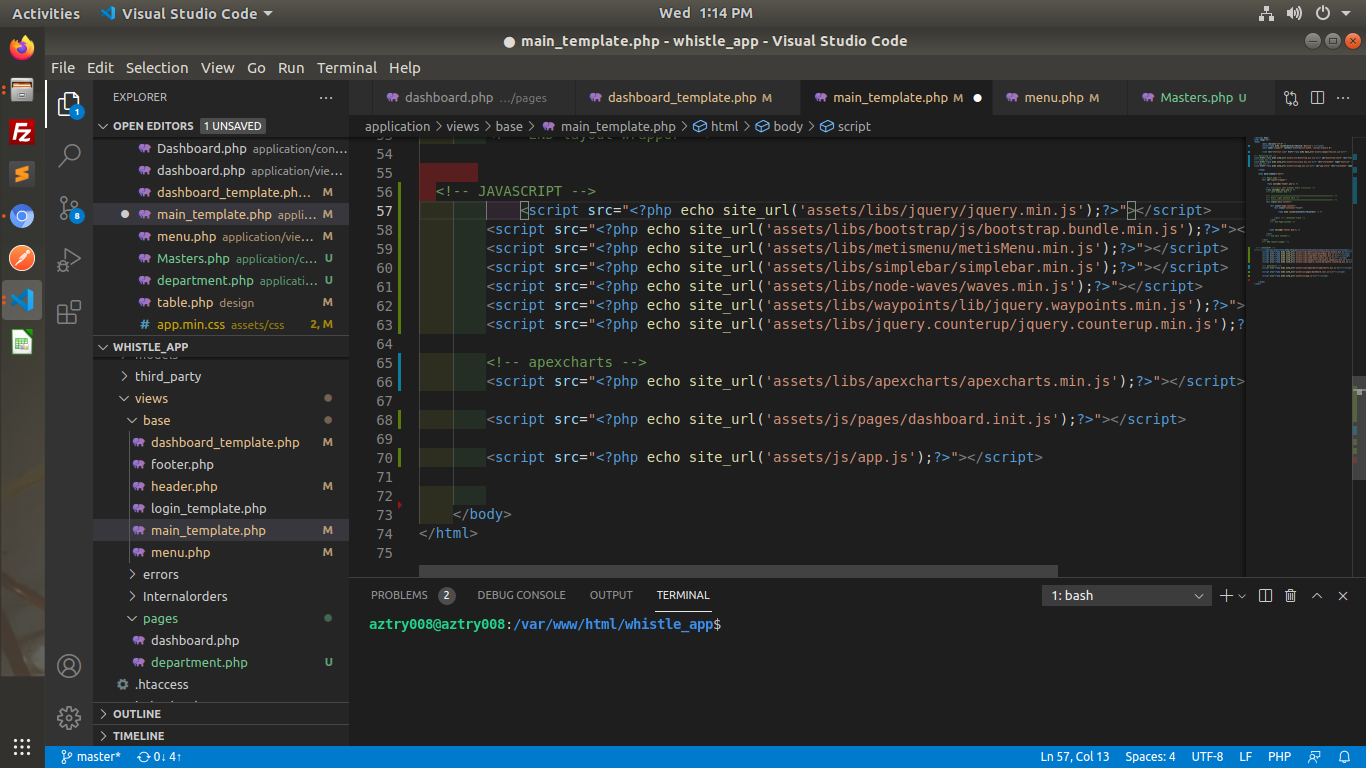 Activities Visual Studio Code Wed 1:14 PM
main_template.php - whistle_app - Visual Studio Code
File Edit Selection View Go Run Terminal Help
EXPLORER
OPEN EDITORS 1 UNSAVED
Dashboard.php application/con...
dashboard.php application/vie...
dashboard_template.php... M
main_template.php appli... M
menu.php application/vie... M
Masters.php application/c... U
department.php applicati... U
table.php design M
# app.min.css assets/css 2, M
WHISTLE_APP
models
third_party
views
base
dashboard_template.php M
footer.php
header.php M
login_template.php
main_template.php M
menu.php M
errors
Internalorders
pages
dashboard.php
department.php U
.htaccess
OUTLINE
TIMELINE
dashboard.php .../pages dashboard_template.php M main_template.php M menu.php M Masters.php U
application > views > base > main_template.php > html > body > script
54
55
56 <!-- JAVASCRIPT -->
57 <script src="<?php echo site_url('assets/libs/jquery/jquery.min.js');?>"></script>
58 <script src="<?php echo site_url('assets/libs/bootstrap/js/bootstrap.bundle.min.js');?>"><
59 <script src="<?php echo site_url('assets/libs/metismenu/metisMenu.min.js');?>"></script>
60 <script src="<?php echo site_url('assets/libs/simplebar/simplebar.min.js');?>"></script>
61 <script src="<?php echo site_url('assets/libs/node-waves/waves.min.js');?>"></script>
62 <script src="<?php echo site_url('assets/libs/waypoints/lib/jquery.waypoints.min.js');?>">
63 <script src="<?php echo site_url('assets/libs/jquery.counterup/jquery.counterup.min.js');?
64
65 <!-- apexcharts -->
66 <script src="<?php echo site_url('assets/libs/apexcharts/apexcharts.min.js');?>"></script>
67
68 <script src="<?php echo site_url('assets/js/pages/dashboard.init.js');?>"></script>
69
70 <script src="<?php echo site_url('assets/js/app.js');?>"></script>
71
72
73 </body>
74 </html>
75
PROBLEMS 2 DEBUG CONSOLE OUTPUT TERMINAL 1: bash
aztry008@aztry008:/var/www/html/whistle_app$
1
8
master* 0↓ 4↑ Ln 57, Col 13 Spaces: 4 UTF-8 LF PHP